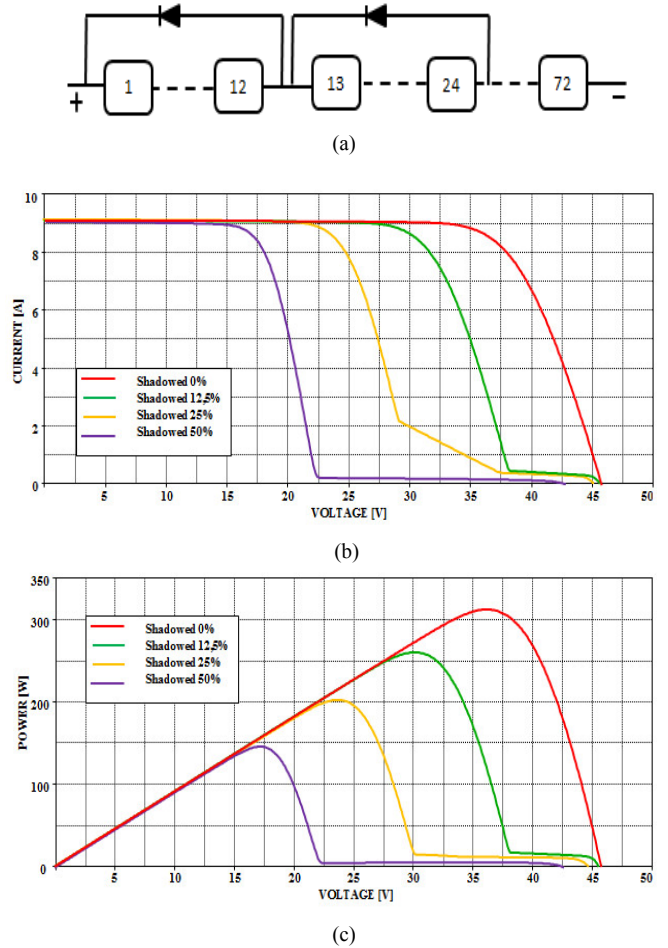 1 12 13 24 72
+ −
(a)
10
8
6
4
2
0
CURRENT [A]
Shadowed 0%
Shadowed 12,5%
Shadowed 25%
Shadowed 50%
5 10 15 20 25 30 35 40 45 50
VOLTAGE [V]
(b)
350
300
200
100
0
POWER [W]
Shadowed 0%
Shadowed 12,5%
Shadowed 25%
Shadowed 50%
5 10 15 20 25 30 35 40 45 50
VOLTAGE [V]
(c)